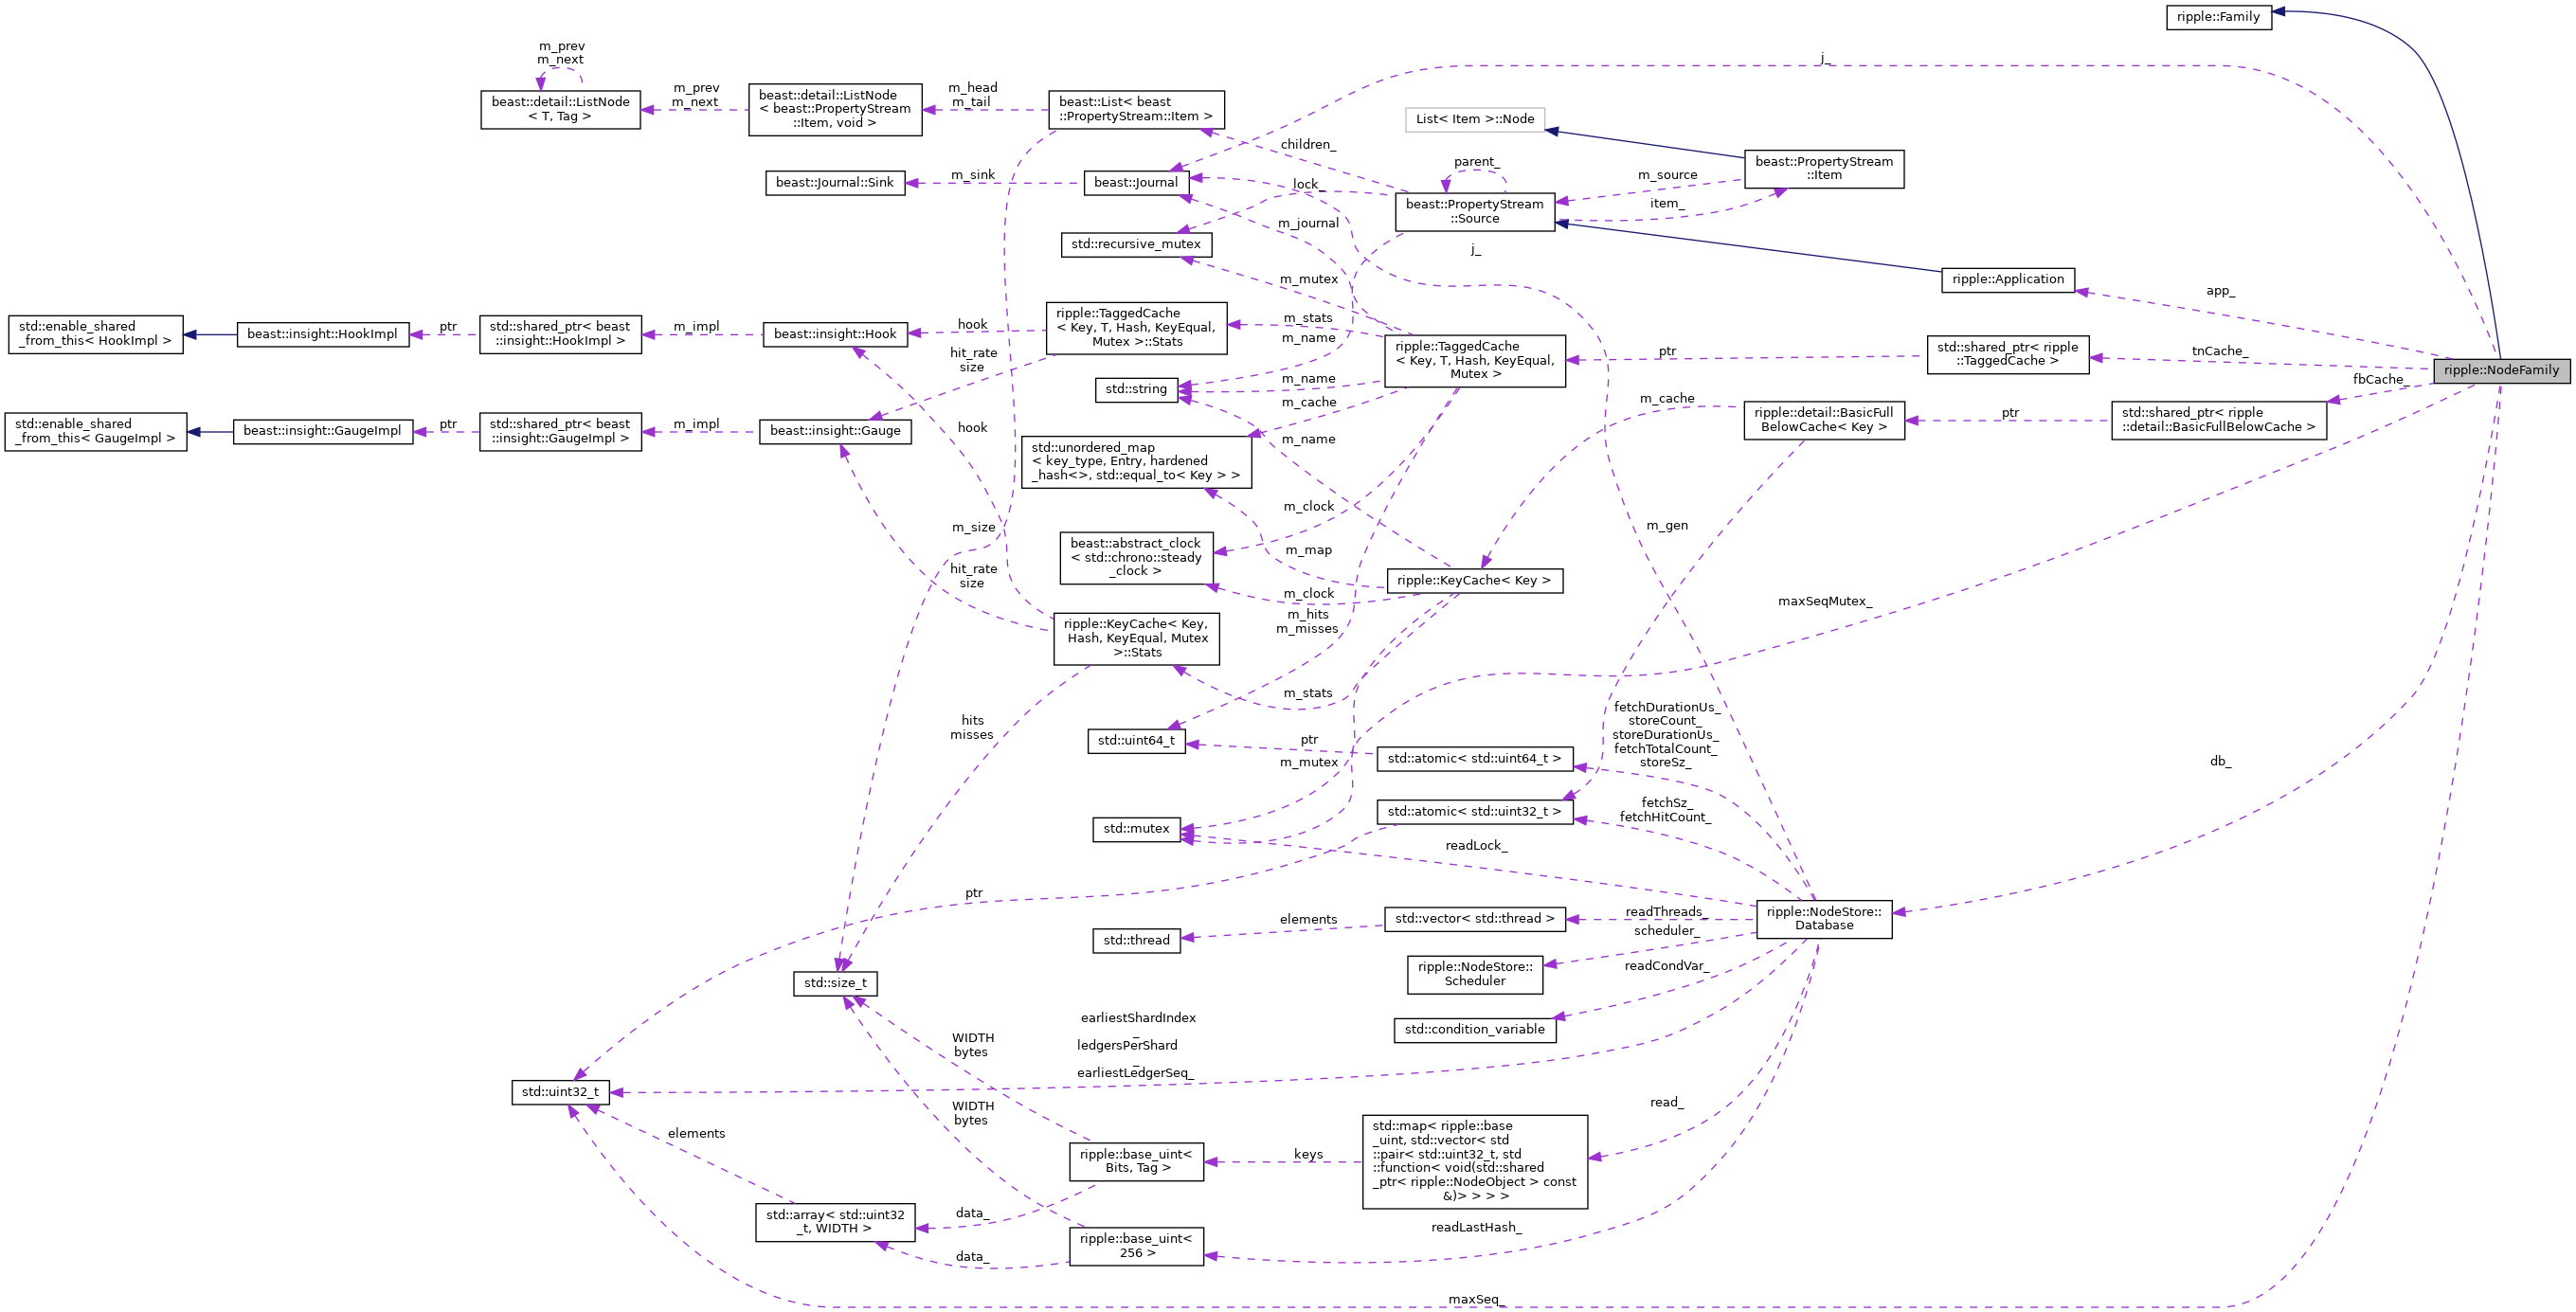 ripple::Family
m_prev
m_next
j_
beast::detail::ListNode
< T, Tag >
m_prev
m_next
beast::detail::ListNode
< beast::PropertyStream
::Item, void >
m_head
m_tail
beast::List< beast
::PropertyStream::Item >
List< Item >::Node
children_
parent_
beast::PropertyStream
::Item
beast::Journal::Sink
m_sink
beast::Journal
lock_
m_source
item_
beast::PropertyStream
::Source
m_journal
std::recursive_mutex
j_
m_mutex
ripple::Application
app_
std::enable_shared
_from_this< HookImpl >
beast::insight::HookImpl
ptr
std::shared_ptr< beast
::insight::HookImpl >
m_impl
beast::insight::Hook
hook
ripple::TaggedCache
< Key, T, Hash, KeyEqual,
Mutex >::Stats
m_stats
m_name
ripple::TaggedCache
< Key, T, Hash, KeyEqual,
Mutex >
ptr
std::shared_ptr< ripple
::TaggedCache >
tnCache_
ripple::NodeFamily
hit_rate
size
std::string
m_name
m_cache
fbCache_
m_cache
ripple::detail::BasicFull
BelowCache< Key >
ptr
std::shared_ptr< ripple
::detail::BasicFullBelowCache >
std::enable_shared
_from_this< GaugeImpl >
beast::insight::GaugeImpl
ptr
std::shared_ptr< beast
::insight::GaugeImpl >
m_impl
beast::insight::Gauge
hook
m_name
std::unordered_map
< key_type, Entry, hardened
_hash<>, std::equal_to< Key > >
m_clock
m_size
m_gen
beast::abstract_clock
< std::chrono::steady
_clock >
m_map
hit_rate
size
ripple::KeyCache< Key >
m_clock
m_hits
m_misses
maxSeqMutex_
ripple::KeyCache< Key,
Hash, KeyEqual, Mutex
>::Stats
m_stats
hits
misses
fetchDurationUs_
storeCount_
storeDurationUs_
fetchTotalCount_
storeSz_
std::uint64_t
ptr
std::atomic< std::uint64_t >
m_mutex
db_
std::atomic< std::uint32_t >
fetchSz_
fetchHitCount_
std::mutex
readLock_
ptr
std::vector< std::thread >
readThreads_
ripple::NodeStore::
Database
elements
std::thread
scheduler_
ripple::NodeStore::
Scheduler
readCondVar_
std::size_t
earliestShardIndex
_
ledgersPerShard
_
earliestLedgerSeq_
std::condition_variable
WIDTH
bytes
std::uint32_t
WIDTH
bytes
read_
elements
ripple::base_uint<
Bits, Tag >
keys
std::map< ripple::base
_uint, std::vector< std
::pair< std::uint32_t, std
::function< void(std::shared
_ptr< ripple::NodeObject > const
&)> > > >
std::array< std::uint32
_t, WIDTH >
data_
readLastHash_
ripple::base_uint<
256 >
data_
maxSeq_